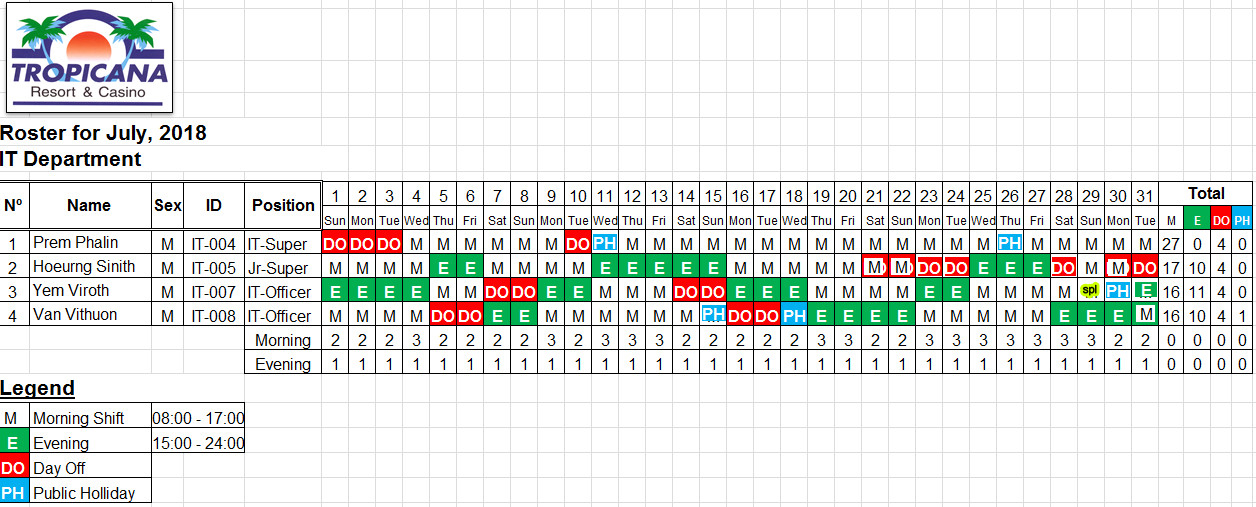 TROPICANA
Resort & Casino
Roster for July, 2018
IT Department
Nº Name Sex ID Position 1 2 3 4 5 6 7 8 9 10 11 12 13 14 15 16 17 18 19 20 21 22 23 24 25 26 27 28 29 30 31 Total
Sun Mon Tue Wed Thu Fri Sat Sun Mon Tue Wed Thu Fri Sat Sun Mon Tue Wed Thu Fri Sat Sun Mon Tue Wed Thu Fri Sat Sun Mon Tue M E DO PH
1 Prem Phalin M IT-004 IT-Super DO DO DO M M M M M M DO PH M M M M M M M M M M M M M M PH M M M M M 27 0 4 0
2 Hoeurng Sinith M IT-005 Jr-Super M M M M E E M M M M E E E E E M M M M M M M DO DO E E E DO M M DO 17 10 4 0
3 Yem Viroth M IT-007 IT-Officer E E E E M M DO DO E E M M M DO DO E E E M M M M E E M M M M spl PH E 16 11 4 0
4 Van Vithuon M IT-008 IT-Officer M M M M DO DO E E M M M M M M PH DO DO PH E E E E M M M M M E E E M 16 10 4 1
Morning 2 2 2 3 2 2 2 2 3 2 2 3 3 2 2 2 2 2 3 3 2 2 3 3 3 3 3 3 3 2 2 0 0 0 0
Evening 1 1 1 1 1 1 1 1 1 1 1 1 1 1 1 1 1 1 1 1 1 1 1 1 1 1 1 1 1 1 1 0 0 0 0
Legend
M Morning Shift 08:00 - 17:00
E Evening 15:00 - 24:00
DO Day Off
PH Public Holliday